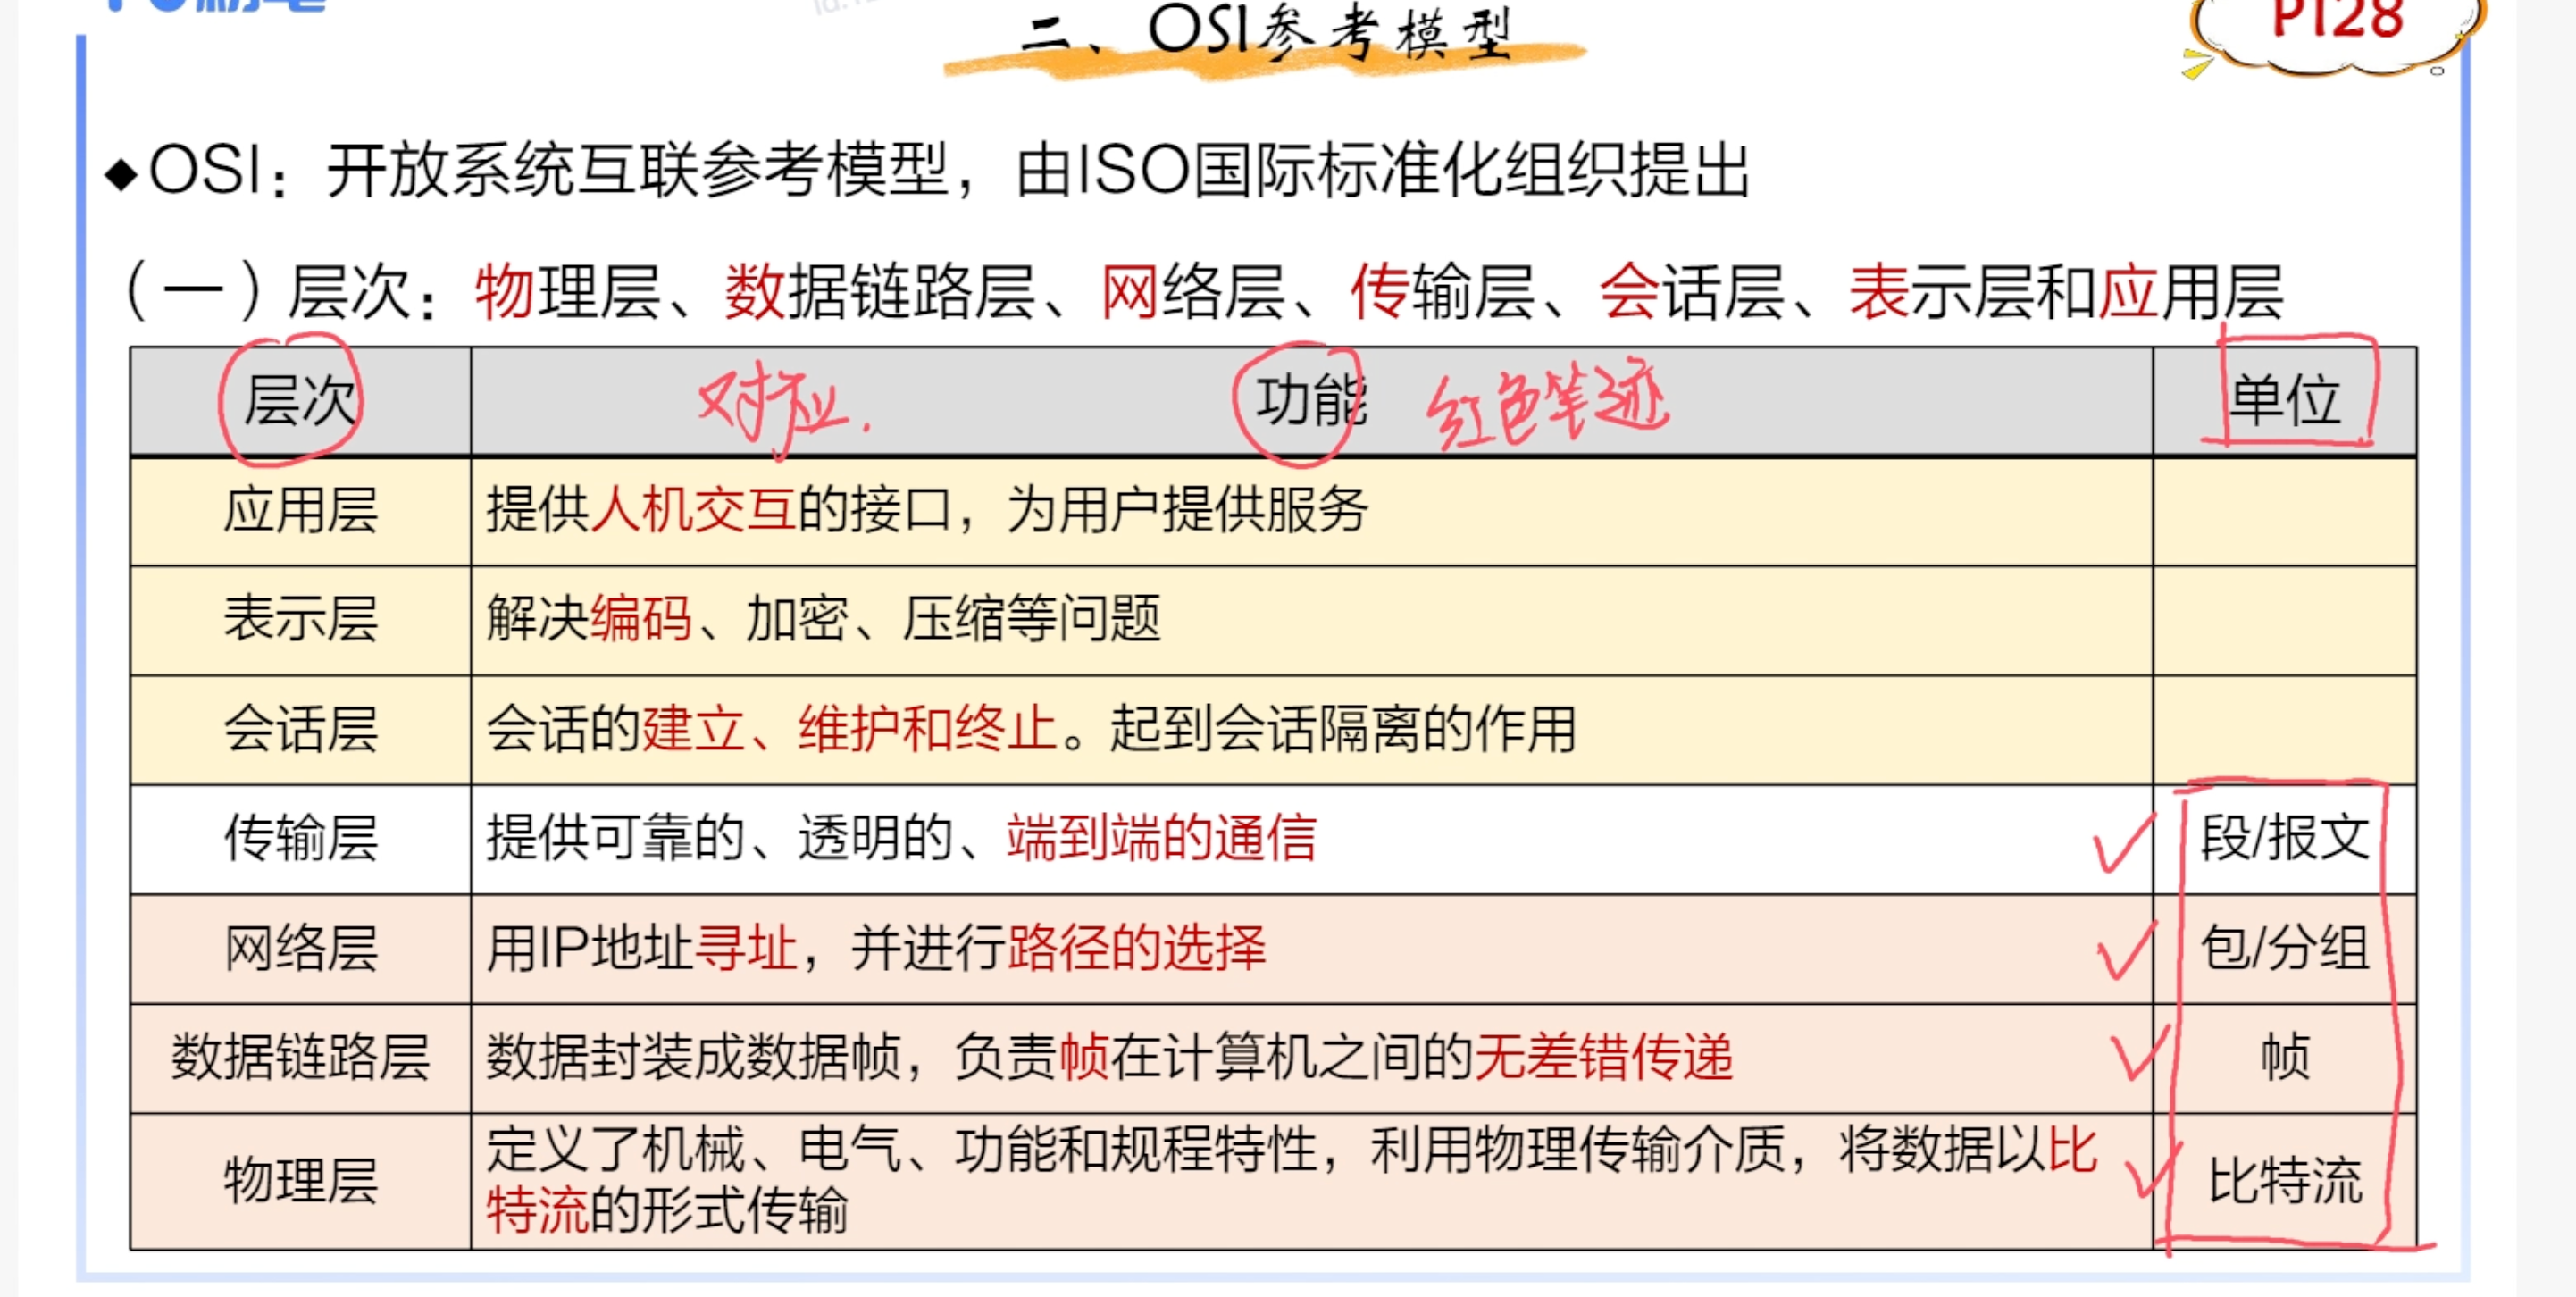 二、OSI参考模型
P128
◆OSI：开放系统互联参考模型，由ISO国际标准化组织提出
（一）层次：物理层、数据链路层、网络层、传输层、会话层、表示层和应用层
层次 对应. 功能 红色笔迹 单位
应用层 提供人机交互的接口，为用户提供服务
表示层 解决编码、加密、压缩等问题
会话层 会话的建立、维护和终止。起到会话隔离的作用
传输层 提供可靠的、透明的、端到端的通信 段/报文
网络层 用IP地址寻址，并进行路径的选择 包/分组
数据链路层 数据封装成数据帧，负责帧在计算机之间的无差错传递 帧
物理层 定义了机械、电气、功能和规程特性，利用物理传输介质，将数据以比
特流的形式传输 比特流